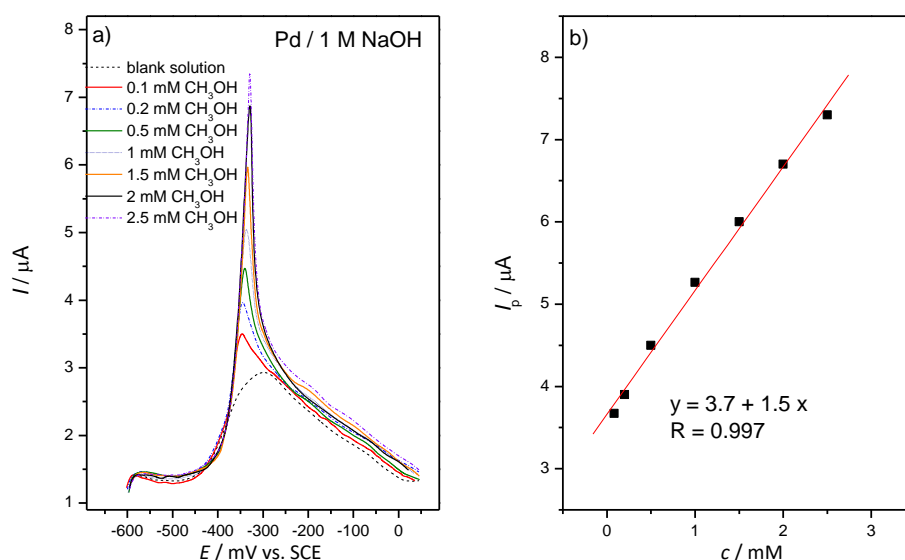 a)
Pd / 1 M NaOH
blank solution
0.1 mM CH₃OH
0.2 mM CH₃OH
0.5 mM CH₃OH
1 mM CH₃OH
1.5 mM CH₃OH
2 mM CH₃OH
2.5 mM CH₃OH
8
7
6
5
4
3
2
1
I / μA
-600 -500 -400 -300 -200 -100 0
E / mV vs. SCE
b)
8
7
6
5
4
3
Iₚ / μA
y = 3.7 + 1.5 x
R = 0.997
0 1 2 3
c / mM